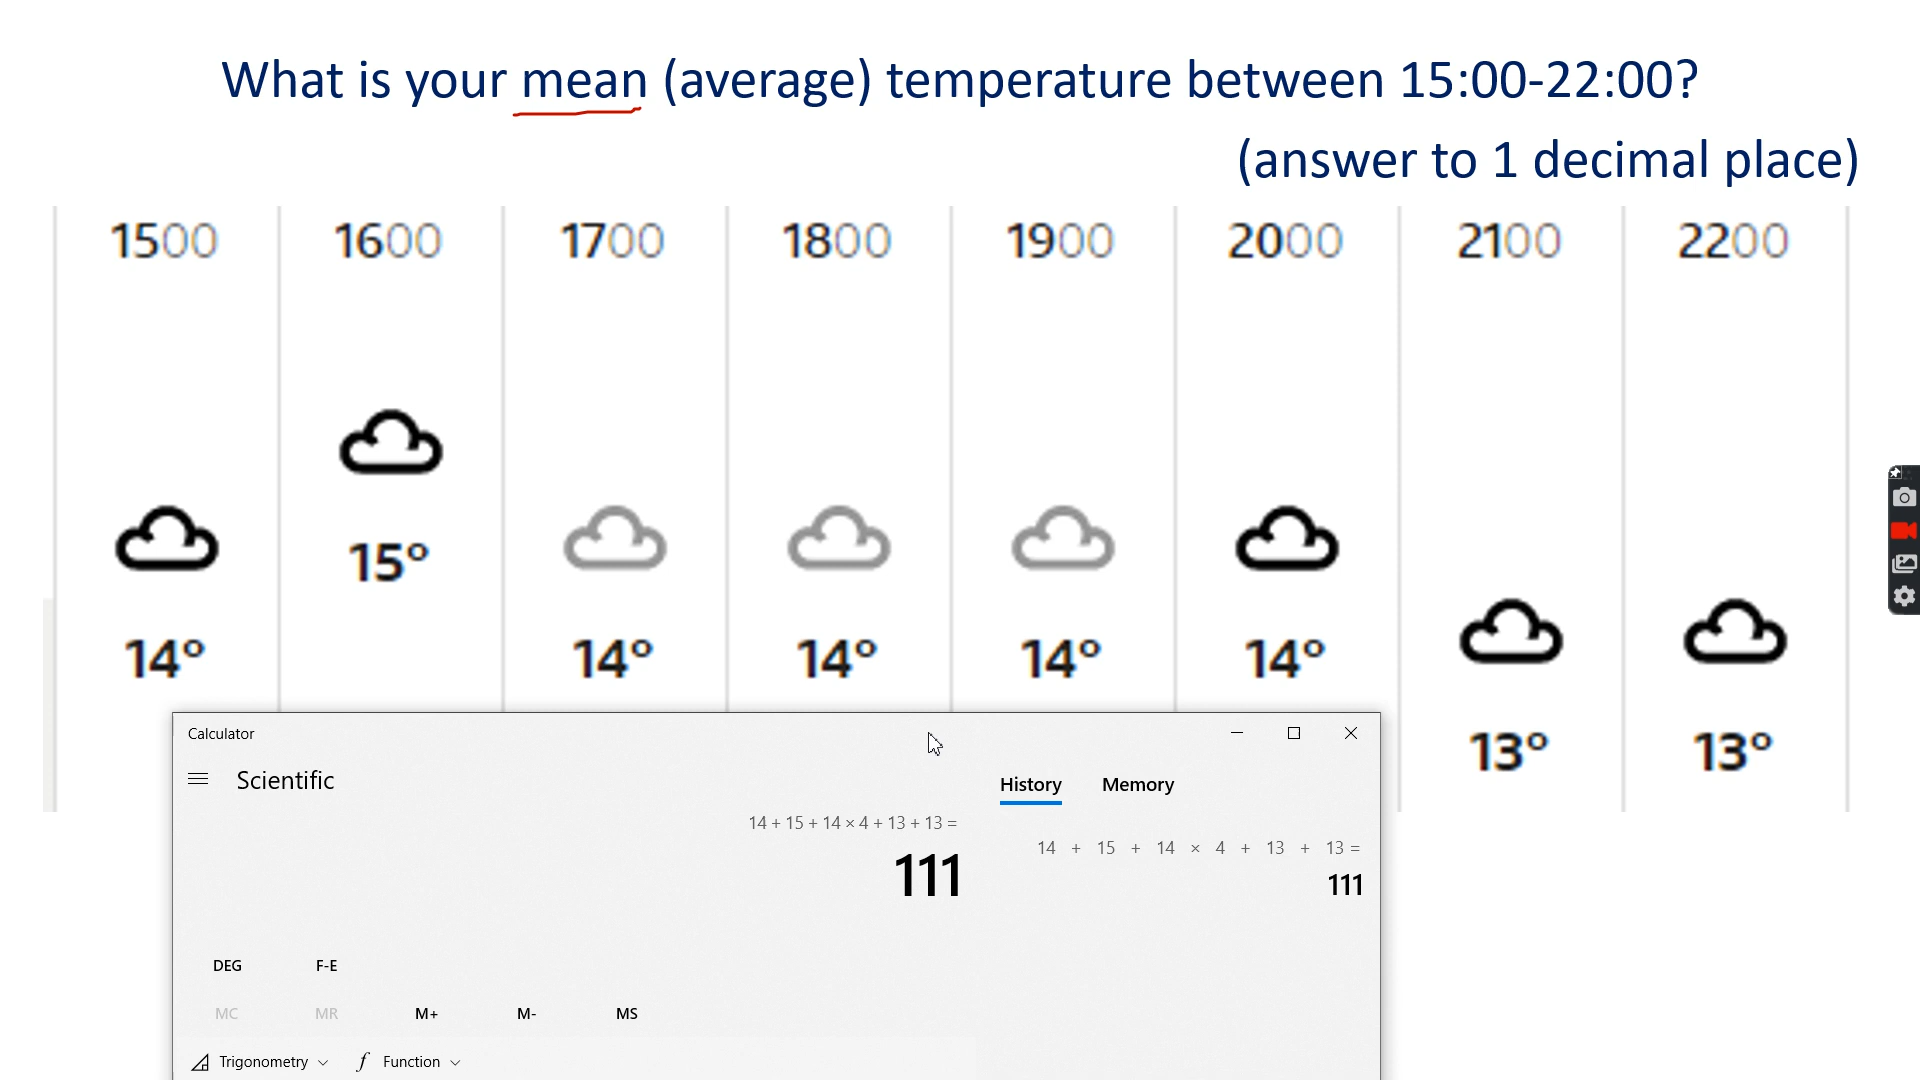 What is your mean (average) temperature between 15:00-22:00?
(answer to 1 decimal place)
1500 1600 1700 1800 1900 2000 2100 2200
15°
14° 14° 14° 14° 14°
13° 13°
Calculator
Scientific
History Memory
14 + 15 + 14 × 4 + 13 + 13 =
111
14 + 15 + 14 × 4 + 13 + 13 =
111
DEG F-E
MC MR M+ M- MS
Trigonometry f Function